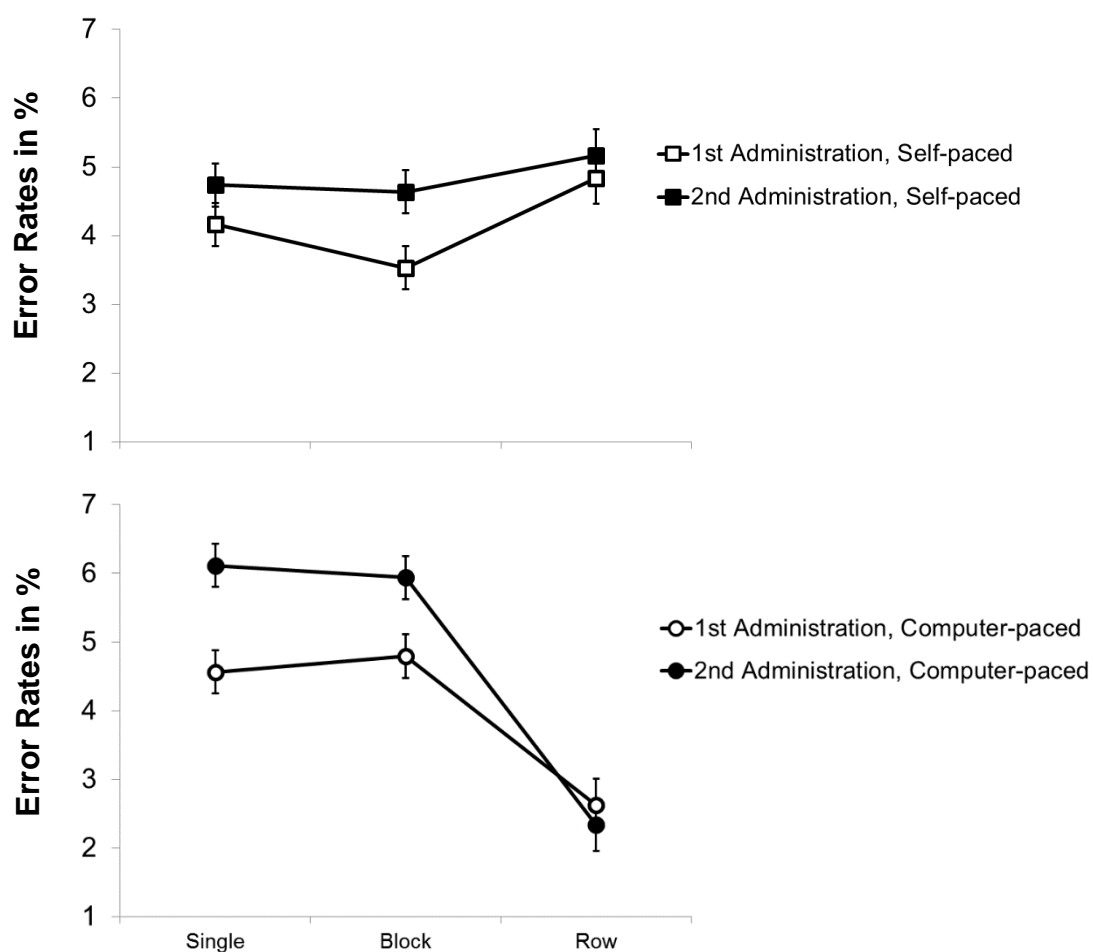 7
6
5
4
3
2
1
Error Rates in %
1st Administration, Self-paced
2nd Administration, Self-paced
7
6
5
4
3
2
1
Error Rates in %
1st Administration, Computer-paced
2nd Administration, Computer-paced
Single Block Row